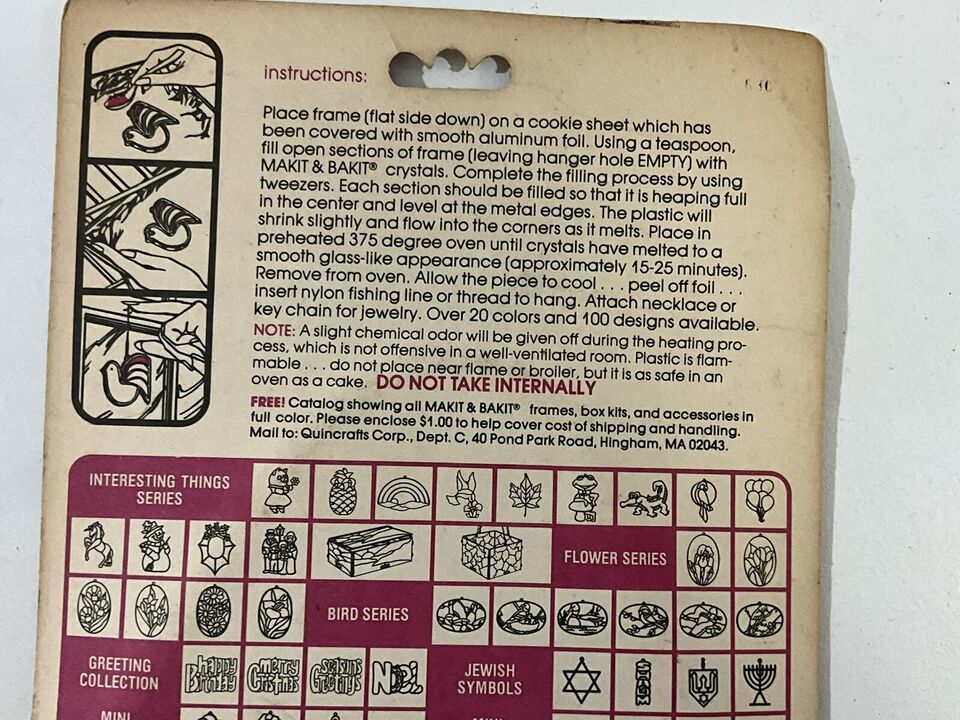 instructions:
Place frame (flat side down) on a cookie sheet which has
been covered with smooth aluminum foil. Using a teaspoon,
fill open sections of frame (leaving hanger hole EMPTY) with
MAKIT & BAKIT® crystals. Complete the filling process by using
tweezers. Each section should be filled so that it is heaping full
in the center and level at the metal edges. The plastic will
shrink slightly and flow into the corners as it melts. Place in
preheated 375 degree oven until crystals have melted to a
smooth glass-like appearance (approximately 15-25 minutes).
Remove from oven. Allow the piece to cool . . . peel off foil . . .
insert nylon fishing line or thread to hang. Attach necklace or
key chain for jewelry. Over 20 colors and 100 designs available.
NOTE: A slight chemical odor will be given off during the heating pro-
cess, which is not offensive in a well-ventilated room. Plastic is flam-
mable . . . do not place near flame or broiler, but it is as safe in an
oven as a cake. DO NOT TAKE INTERNALLY
FREE! Catalog showing all MAKIT & BAKIT® frames, box kits, and accessories in
full color. Please enclose $1.00 to help cover cost of shipping and handling.
Mail to: Quincrafts Corp., Dept. C, 40 Pond Park Road, Hingham, MA 02043.
INTERESTING THINGS
SERIES
FLOWER SERIES
BIRD SERIES
GREETING
COLLECTION
happy
Birthday
merry
Christmas
season's
Greetings
Noel
JEWISH
SYMBOLS
MINI
MINI